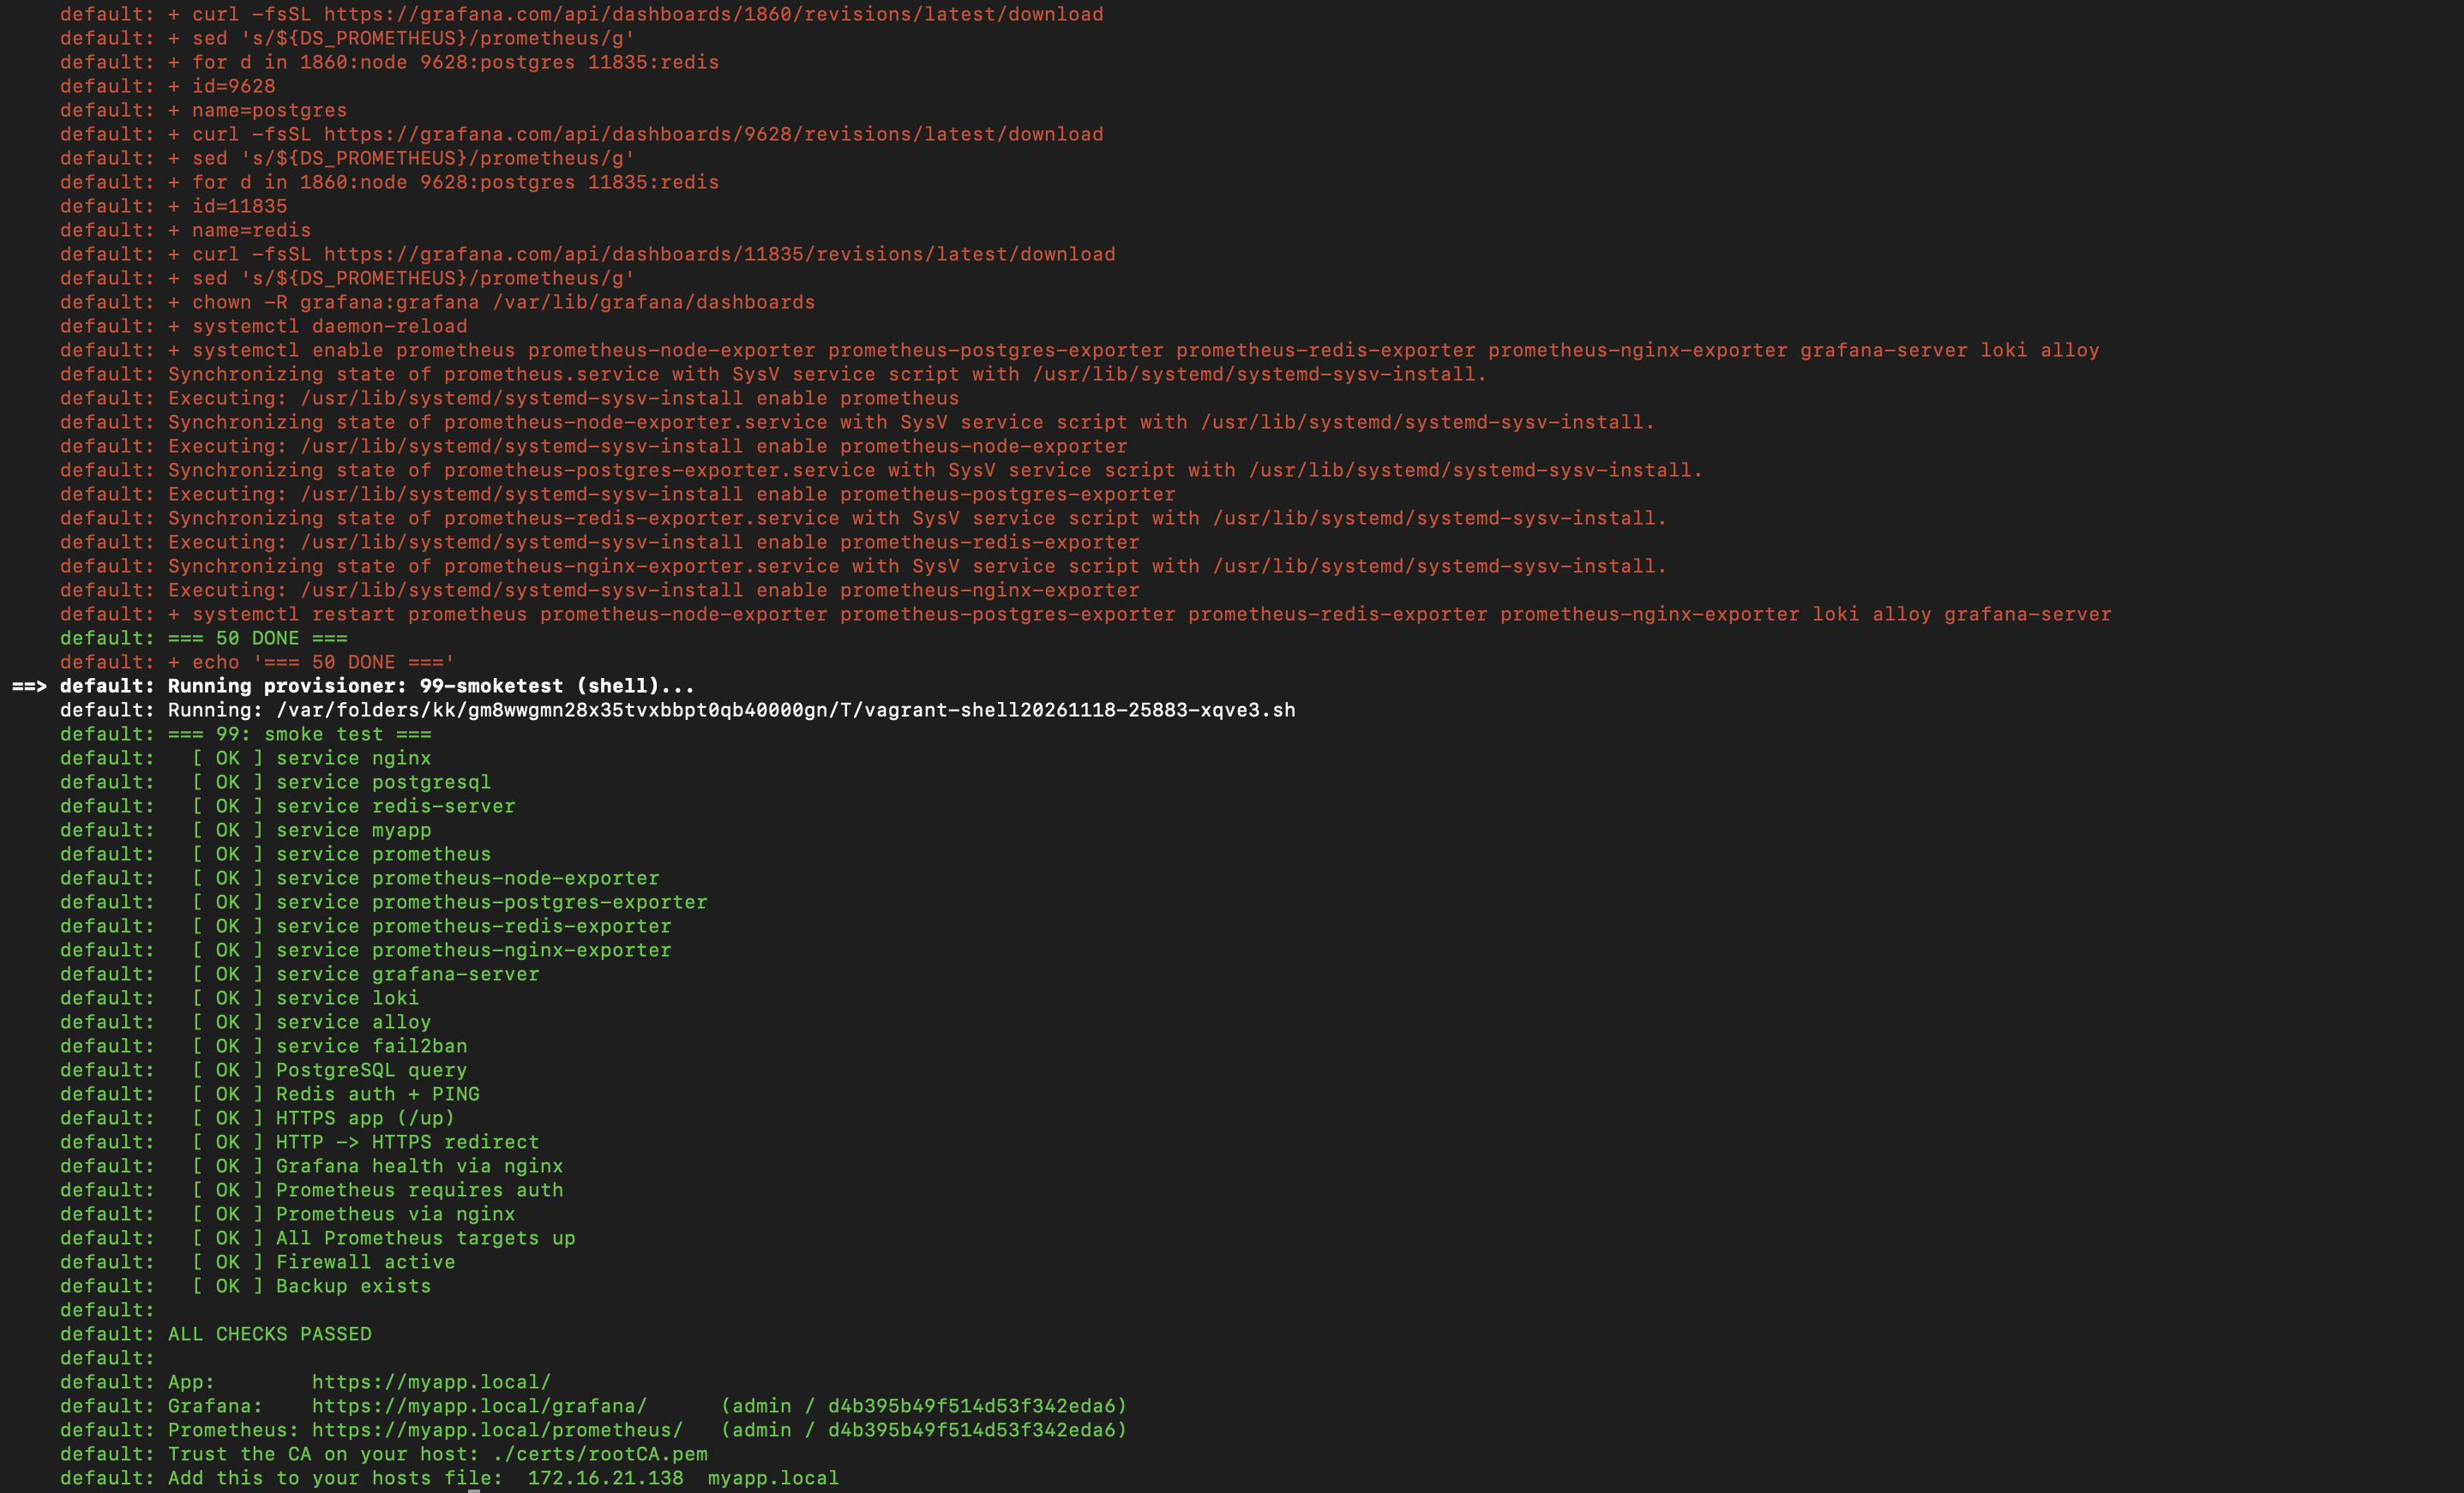 default: + curl -fsSL https://grafana.com/api/dashboards/1860/revisions/latest/download
default: + sed 's/${DS_PROMETHEUS}/prometheus/g'
default: + for d in 1860:node 9628:postgres 11835:redis
default: + id=9628
default: + name=postgres
default: + curl -fsSL https://grafana.com/api/dashboards/9628/revisions/latest/download
default: + sed 's/${DS_PROMETHEUS}/prometheus/g'
default: + for d in 1860:node 9628:postgres 11835:redis
default: + id=11835
default: + name=redis
default: + curl -fsSL https://grafana.com/api/dashboards/11835/revisions/latest/download
default: + sed 's/${DS_PROMETHEUS}/prometheus/g'
default: + chown -R grafana:grafana /var/lib/grafana/dashboards
default: + systemctl daemon-reload
default: + systemctl enable prometheus prometheus-node-exporter prometheus-postgres-exporter prometheus-redis-exporter prometheus-nginx-exporter grafana-server loki alloy
default: Synchronizing state of prometheus.service with SysV service script with /usr/lib/systemd/systemd-sysv-install.
default: Executing: /usr/lib/systemd/systemd-sysv-install enable prometheus
default: Synchronizing state of prometheus-node-exporter.service with SysV service script with /usr/lib/systemd/systemd-sysv-install.
default: Executing: /usr/lib/systemd/systemd-sysv-install enable prometheus-node-exporter
default: Synchronizing state of prometheus-postgres-exporter.service with SysV service script with /usr/lib/systemd/systemd-sysv-install.
default: Executing: /usr/lib/systemd/systemd-sysv-install enable prometheus-postgres-exporter
default: Synchronizing state of prometheus-redis-exporter.service with SysV service script with /usr/lib/systemd/systemd-sysv-install.
default: Executing: /usr/lib/systemd/systemd-sysv-install enable prometheus-redis-exporter
default: Synchronizing state of prometheus-nginx-exporter.service with SysV service script with /usr/lib/systemd/systemd-sysv-install.
default: Executing: /usr/lib/systemd/systemd-sysv-install enable prometheus-nginx-exporter
default: + systemctl restart prometheus prometheus-node-exporter prometheus-postgres-exporter prometheus-redis-exporter prometheus-nginx-exporter loki alloy grafana-server
default: === 50 DONE ===
default: + echo '=== 50 DONE ==='
==> default: Running provisioner: 99-smoketest (shell)...
default: Running: /var/folders/kk/gm8wwgmn28x35tvxbbpt0qb40000gn/T/vagrant-shell20261118-25883-xqve3.sh
default: === 99: smoke test ===
default:   [ OK ] service nginx
default:   [ OK ] service postgresql
default:   [ OK ] service redis-server
default:   [ OK ] service myapp
default:   [ OK ] service prometheus
default:   [ OK ] service prometheus-node-exporter
default:   [ OK ] service prometheus-postgres-exporter
default:   [ OK ] service prometheus-redis-exporter
default:   [ OK ] service prometheus-nginx-exporter
default:   [ OK ] service grafana-server
default:   [ OK ] service loki
default:   [ OK ] service alloy
default:   [ OK ] service fail2ban
default:   [ OK ] PostgreSQL query
default:   [ OK ] Redis auth + PING
default:   [ OK ] HTTPS app (/up)
default:   [ OK ] HTTP -> HTTPS redirect
default:   [ OK ] Grafana health via nginx
default:   [ OK ] Prometheus requires auth
default:   [ OK ] Prometheus via nginx
default:   [ OK ] All Prometheus targets up
default:   [ OK ] Firewall active
default:   [ OK ] Backup exists
default:
default: ALL CHECKS PASSED
default:
default: App:        https://myapp.local/
default: Grafana:    https://myapp.local/grafana/      (admin / d4b395b49f514d53f342eda6)
default: Prometheus: https://myapp.local/prometheus/   (admin / d4b395b49f514d53f342eda6)
default: Trust the CA on your host: ./certs/rootCA.pem
default: Add this to your hosts file:  172.16.21.138  myapp.local